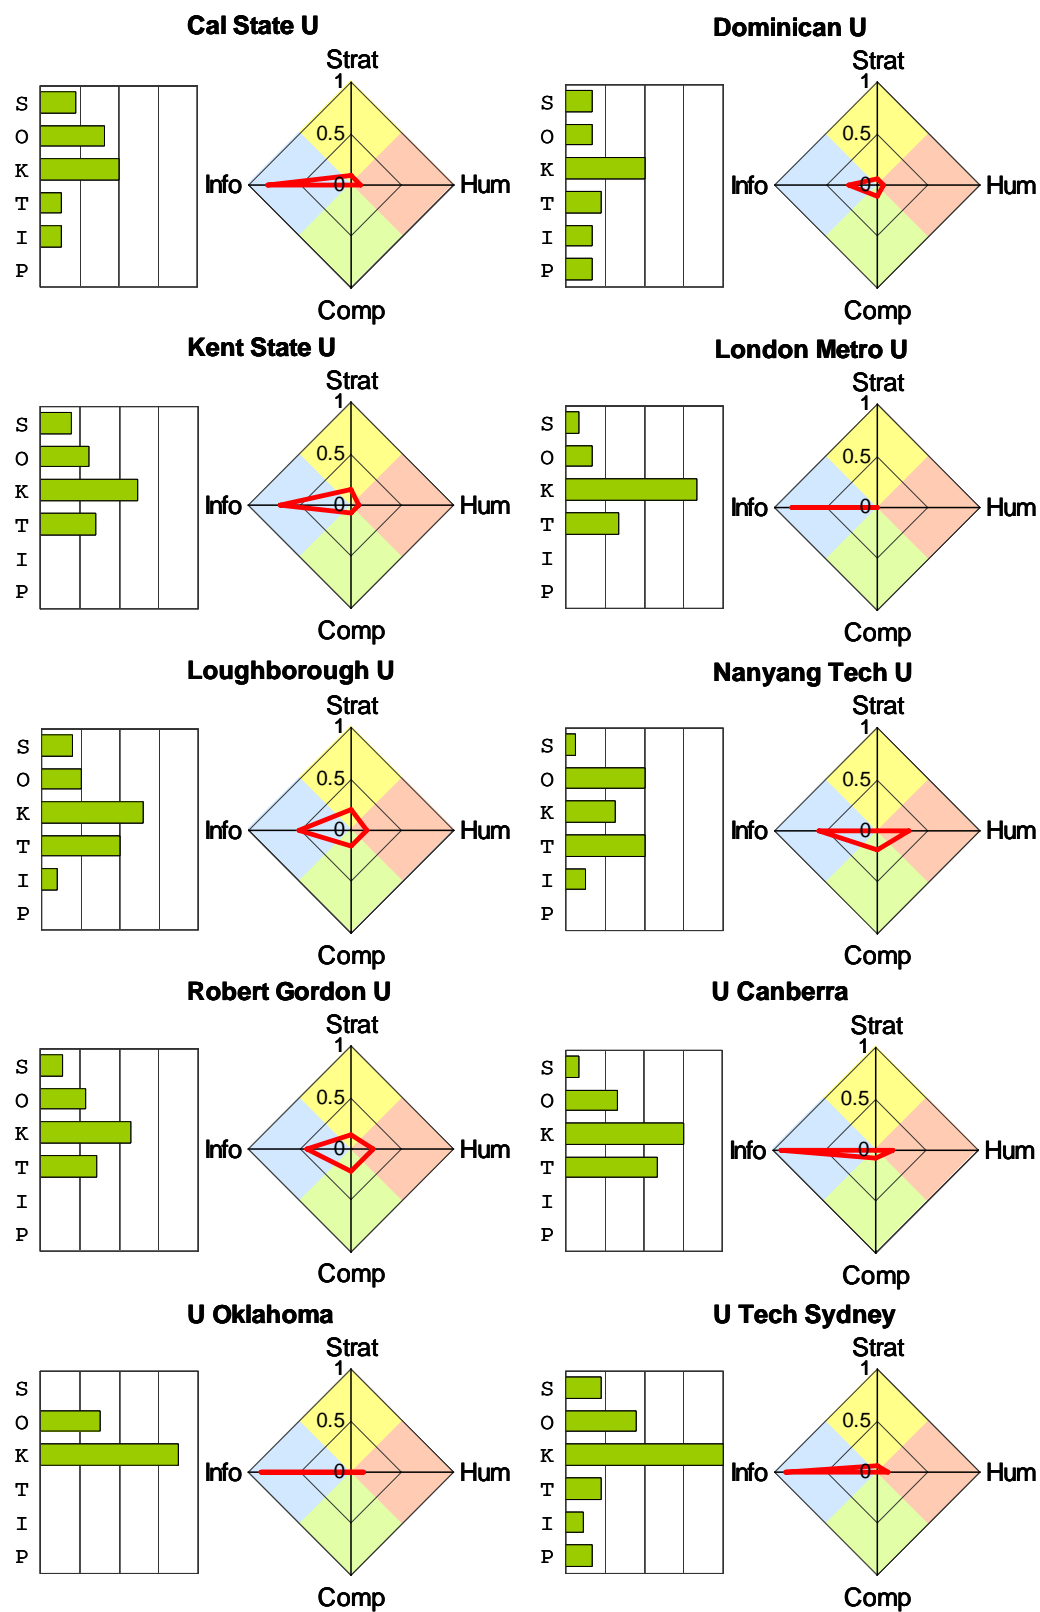 Cal State U
S
O
K
T
I
P
Strat
1
0.5
Info
0
Hum
Comp
Dominican U
S
O
K
T
I
P
Strat
1
0.5
Info
0
Hum
Comp
Kent State U
S
O
K
T
I
P
Strat
1
0.5
Info
0
Hum
Comp
London Metro U
S
O
K
T
I
P
Strat
1
0.5
Info
0
Hum
Comp
Loughborough U
S
O
K
T
I
P
Strat
1
0.5
Info
0
Hum
Comp
Nanyang Tech U
S
O
K
T
I
P
Strat
1
0.5
Info
0
Hum
Comp
Robert Gordon U
S
O
K
T
I
P
Strat
1
0.5
Info
0
Hum
Comp
U Canberra
S
O
K
T
I
P
Strat
1
0.5
Info
0
Hum
Comp
U Oklahoma
S
O
K
T
I
P
Strat
1
0.5
Info
0
Hum
Comp
U Tech Sydney
S
O
K
T
I
P
Strat
1
0.5
Info
0
Hum
Comp